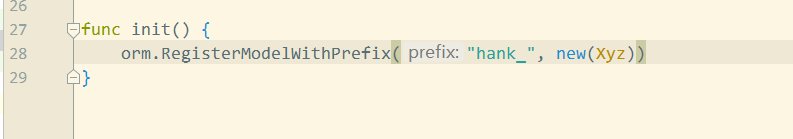 26
27 func init() {
28 orm.RegisterModelWithPrefix( prefix: "hank_", new(Xyz))
29 }